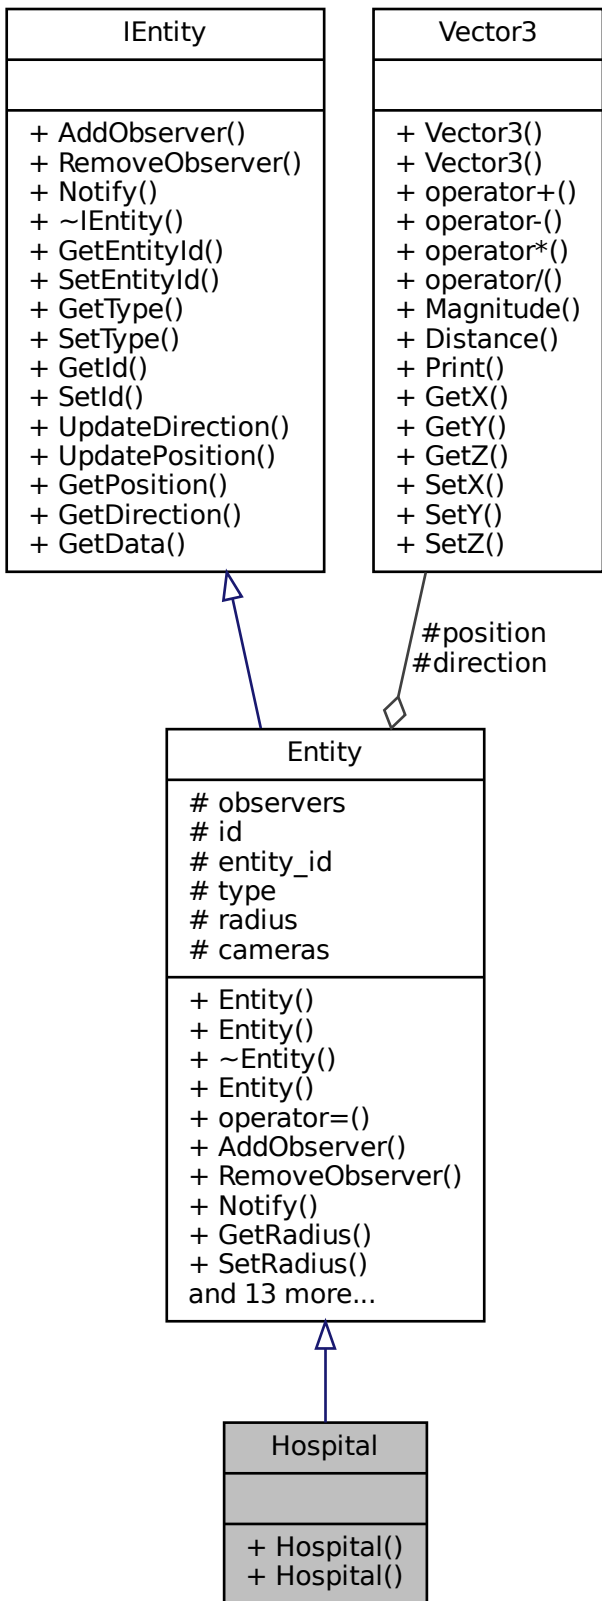 IEntity
+ AddObserver()
+ RemoveObserver()
+ Notify()
+ ~IEntity()
+ GetEntityId()
+ SetEntityId()
+ GetType()
+ SetType()
+ GetId()
+ SetId()
+ UpdateDirection()
+ UpdatePosition()
+ GetPosition()
+ GetDirection()
+ GetData()
Vector3
+ Vector3()
+ Vector3()
+ operator+()
+ operator-()
+ operator*()
+ operator/()
+ Magnitude()
+ Distance()
+ Print()
+ GetX()
+ GetY()
+ GetZ()
+ SetX()
+ SetY()
+ SetZ()
#position
#direction
Entity
# observers
# id
# entity_id
# type
# radius
# cameras
+ Entity()
+ Entity()
+ ~Entity()
+ Entity()
+ operator=()
+ AddObserver()
+ RemoveObserver()
+ Notify()
+ GetRadius()
+ SetRadius()
and 13 more...
Hospital
+ Hospital()
+ Hospital()